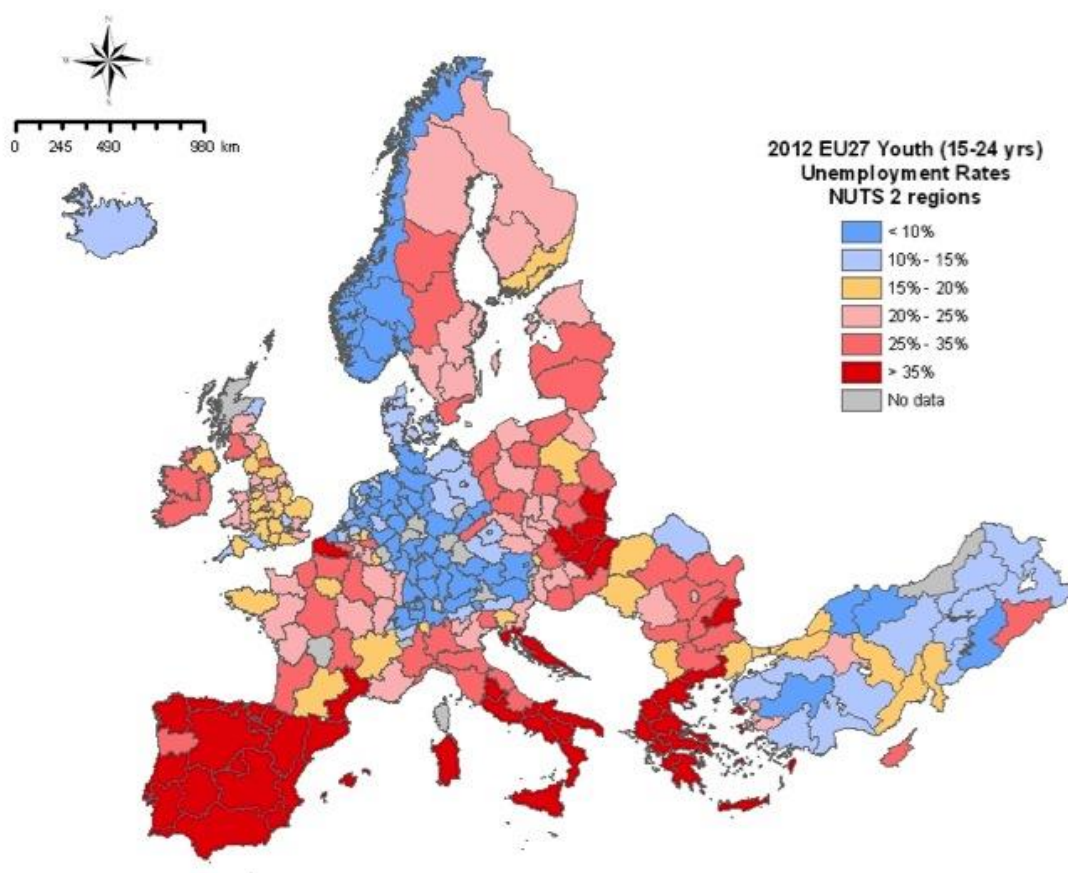 N
W E
S
0 245 490 980 km
2012 EU27 Youth (15-24 yrs)
Unemployment Rates
NUTS 2 regions
< 10%
10% - 15%
15% - 20%
20% - 25%
25% - 35%
> 35%
No data